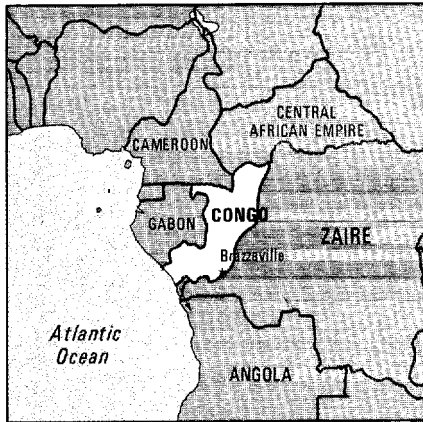 CENTRAL
AFRICAN EMPIRE
CAMEROON
CONGO
GABON
ZAIRE
Brazzaville
Atlantic
Ocean
ANGOLA